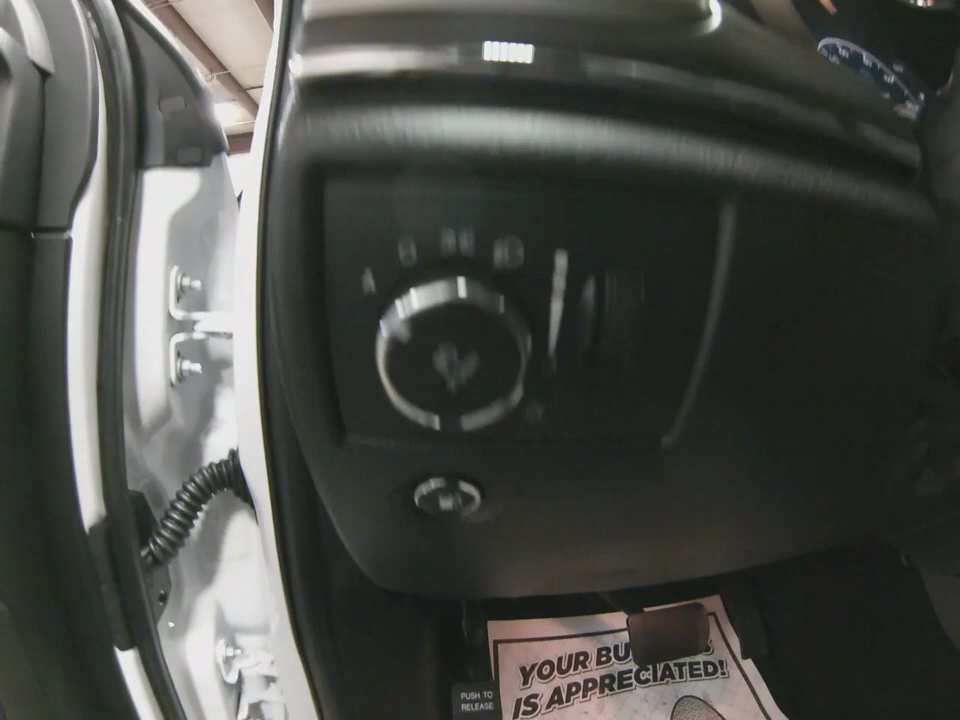 A
YOUR BU
IS APPRECIATED!
PUSH TO
RELEASE